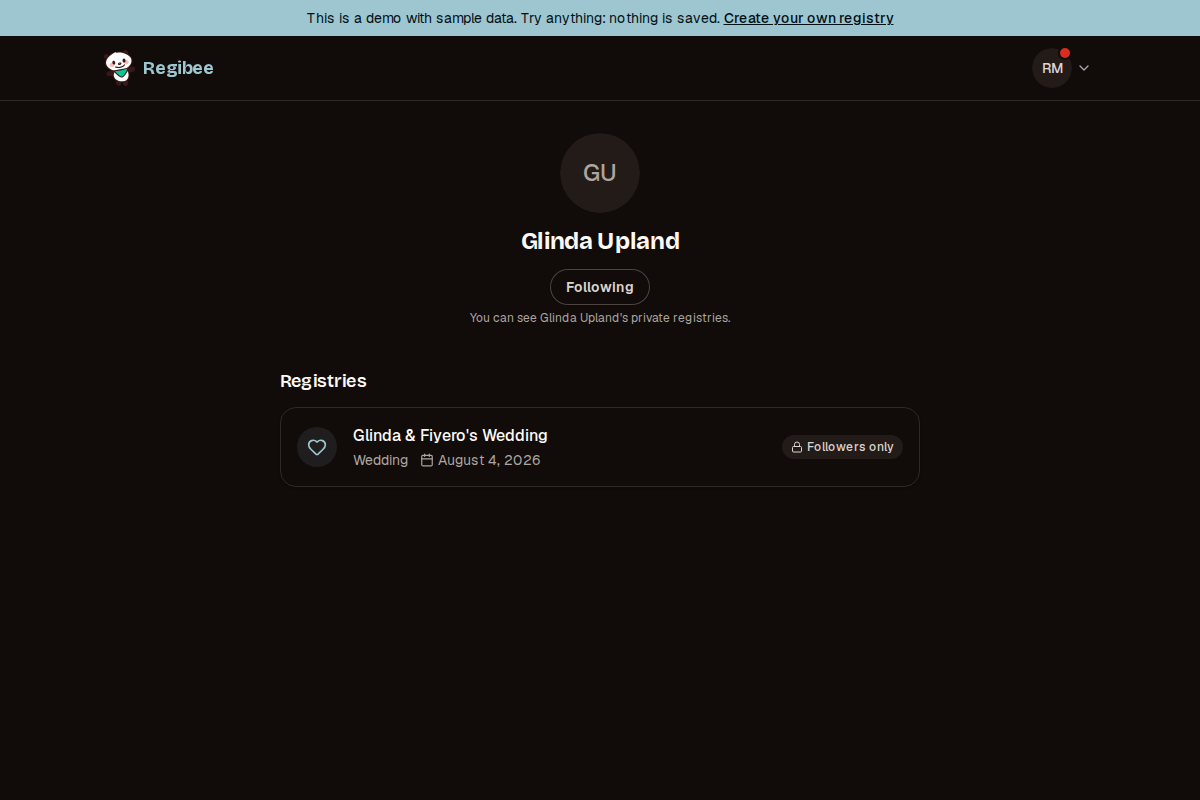 This is a demo with sample data. Try anything: nothing is saved. Create your own registry
Regibee
RM
GU
Glinda Upland
Following
You can see Glinda Upland's private registries.
Registries
Glinda & Fiyero's Wedding
Wedding August 4, 2026
Followers only